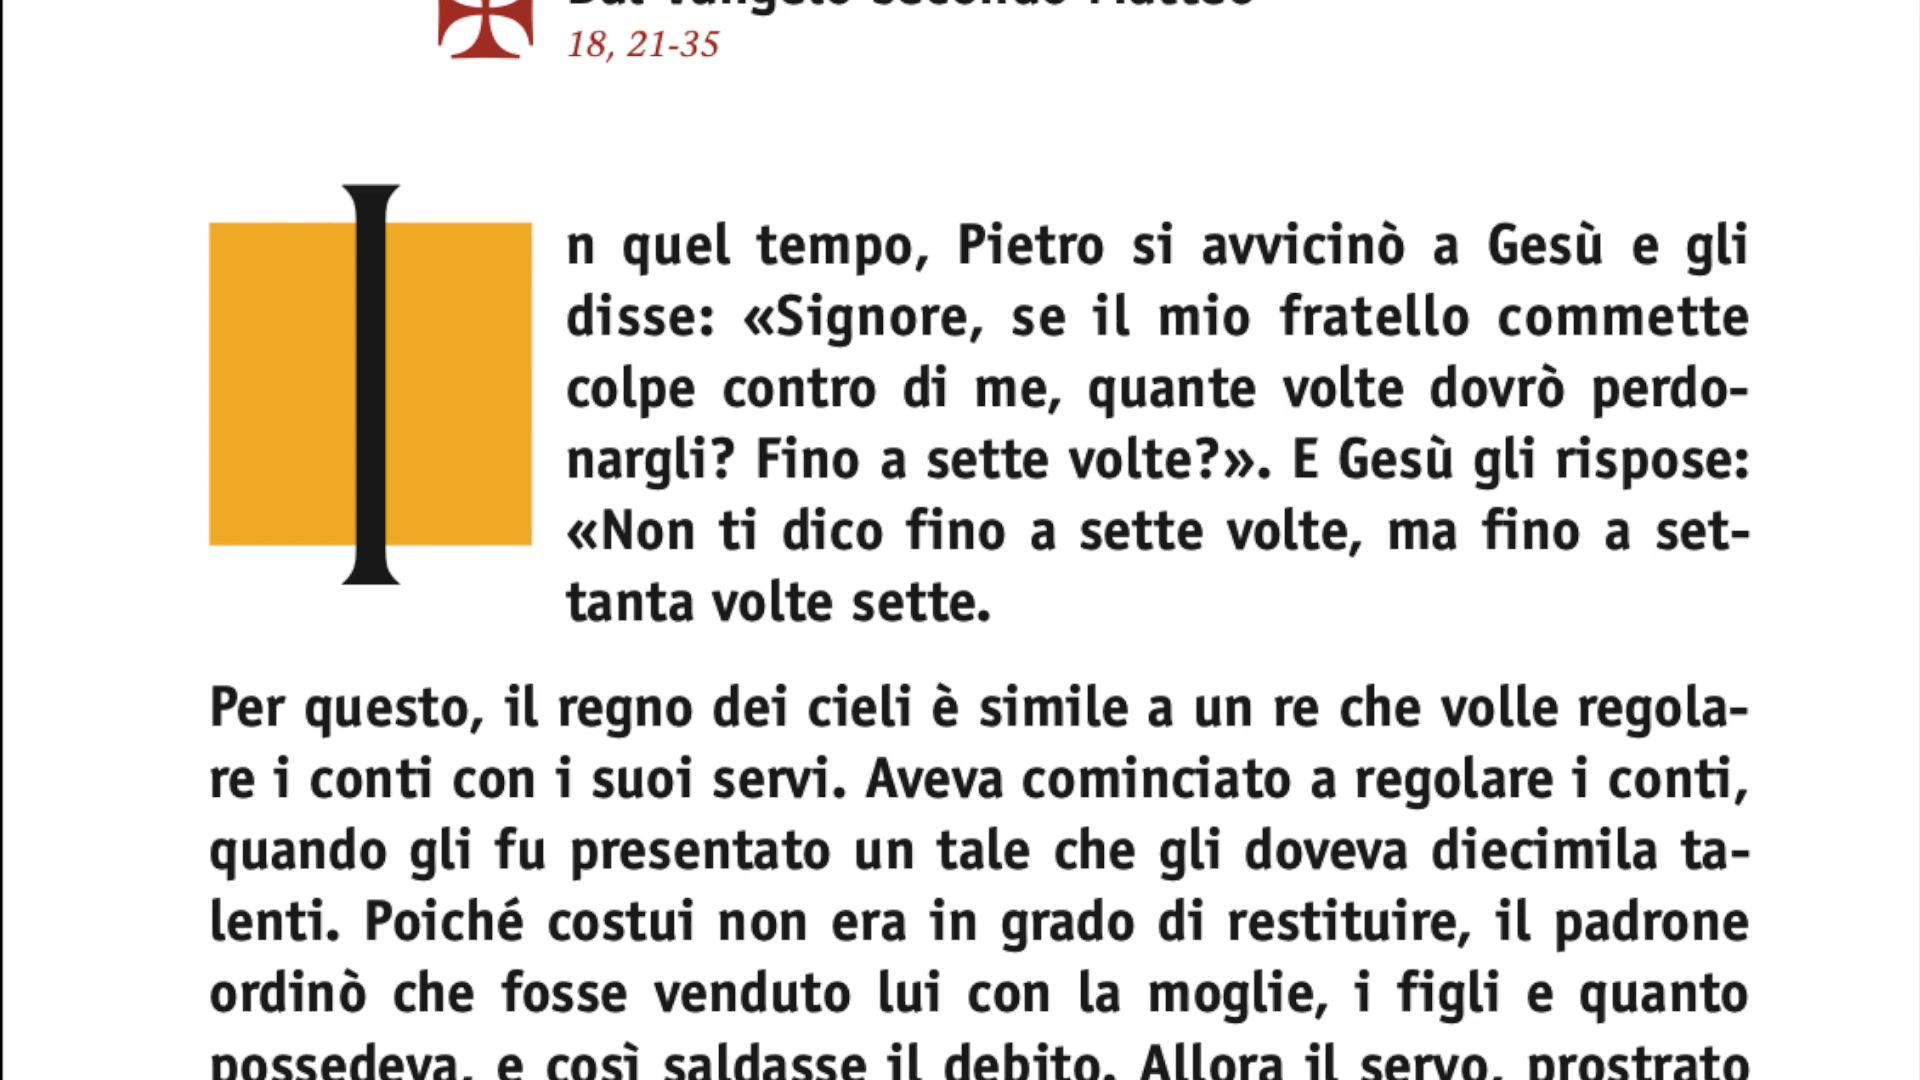 Dal Vangelo secondo Matteo
18, 21-35
In quel tempo, Pietro si avvicinò a Gesù e gli
disse: «Signore, se il mio fratello commette
colpe contro di me, quante volte dovrò perdo-
nargli? Fino a sette volte?». E Gesù gli rispose:
«Non ti dico fino a sette volte, ma fino a set-
tanta volte sette.
Per questo, il regno dei cieli è simile a un re che volle regola-
re i conti con i suoi servi. Aveva cominciato a regolare i conti,
quando gli fu presentato un tale che gli doveva diecimila ta-
lenti. Poiché costui non era in grado di restituire, il padrone
ordinò che fosse venduto lui con la moglie, i figli e quanto
possedeva, e così saldasse il debito. Allora il servo, prostrato